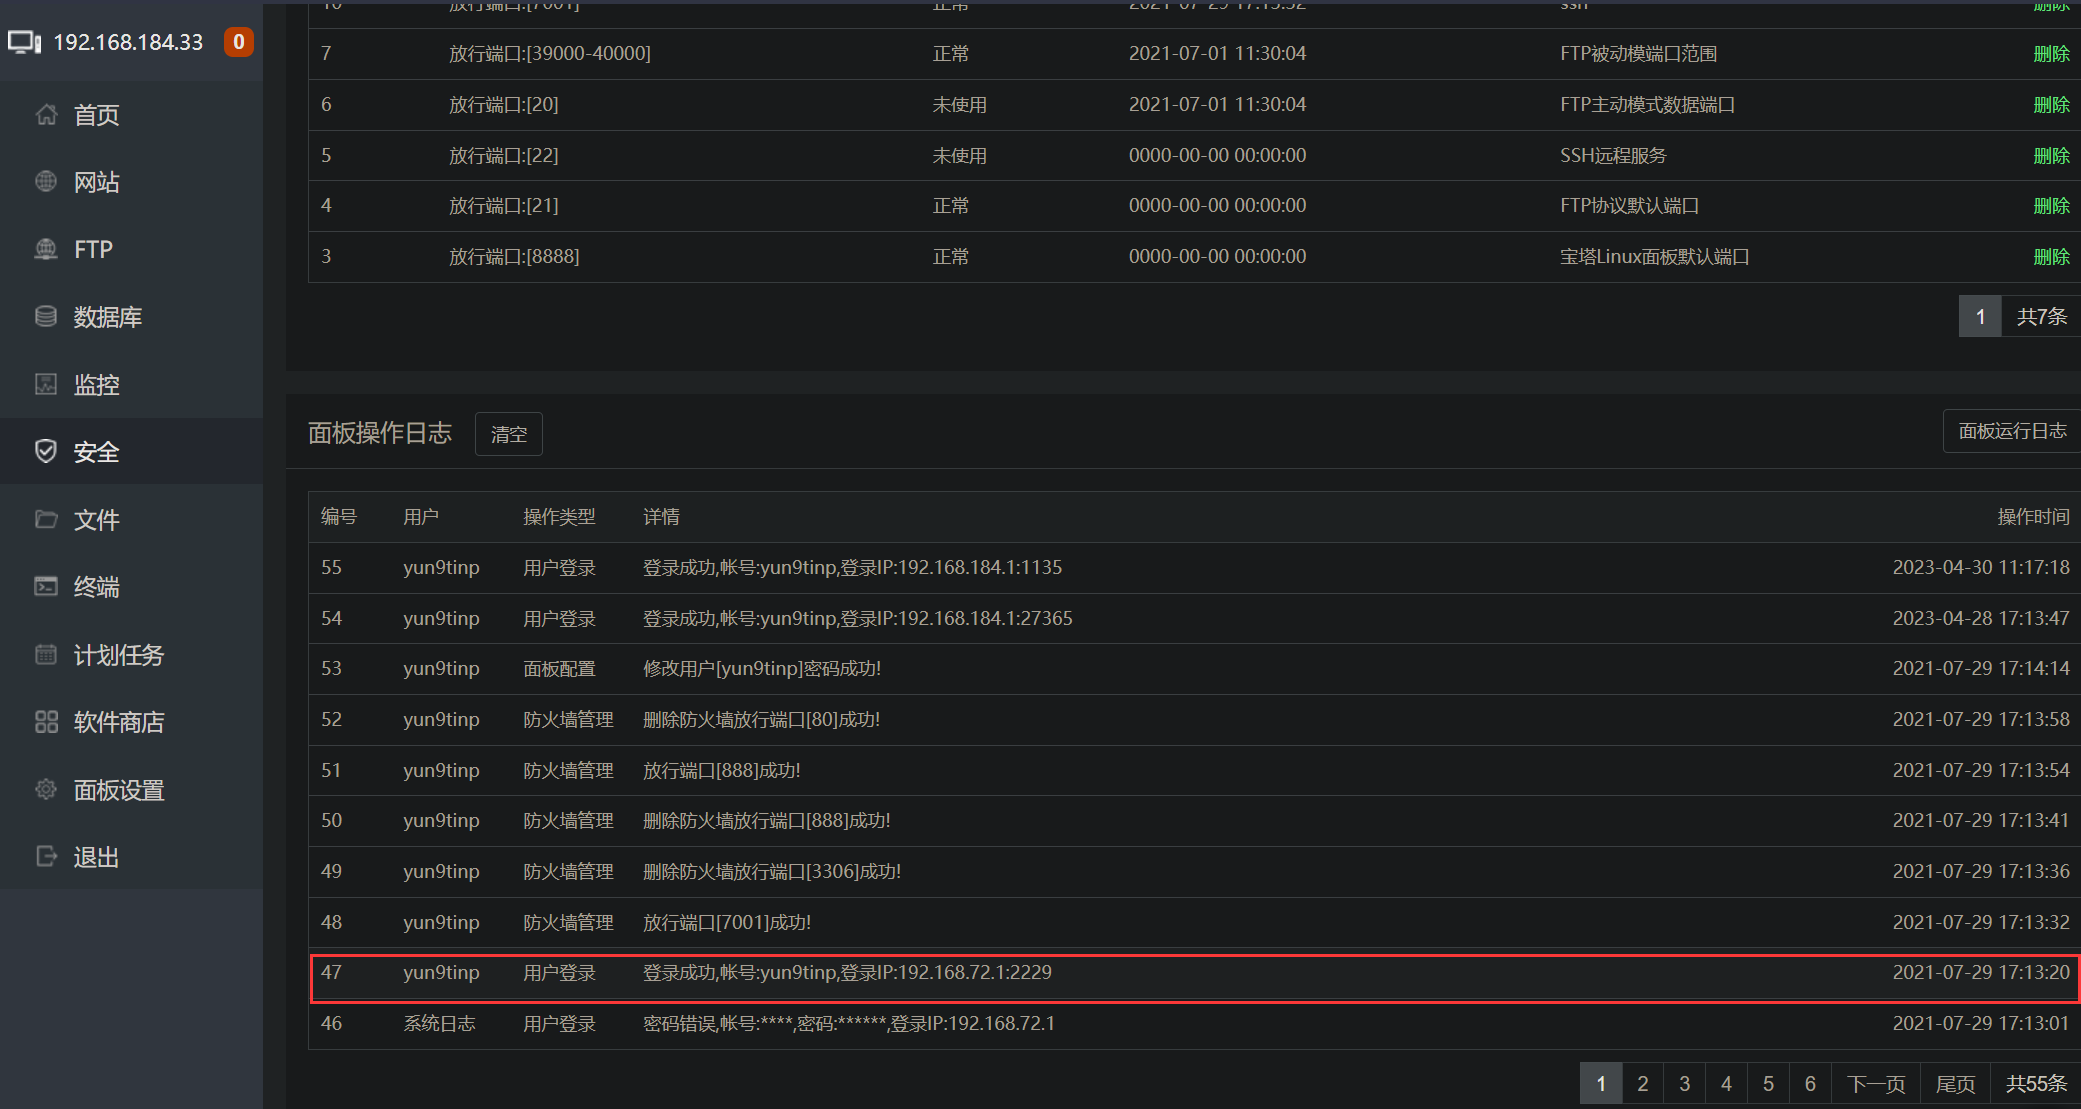 192.168.184.33 0
首页
网站
FTP
数据库
监控
安全
文件
终端
计划任务
软件商店
面板设置
退出
10 放行端口:[7001] 正常 2021-07-29 17:13:32 ssh 删除
7 放行端口:[39000-40000] 正常 2021-07-01 11:30:04 FTP被动模端口范围 删除
6 放行端口:[20] 未使用 2021-07-01 11:30:04 FTP主动模式数据端口 删除
5 放行端口:[22] 未使用 0000-00-00 00:00:00 SSH远程服务 删除
4 放行端口:[21] 正常 0000-00-00 00:00:00 FTP协议默认端口 删除
3 放行端口:[8888] 正常 0000-00-00 00:00:00 宝塔Linux面板默认端口 删除
1 共7条
面板操作日志 清空 面板运行日志
编号 用户 操作类型 详情 操作时间
55 yun9tinp 用户登录 登录成功,帐号:yun9tinp,登录IP:192.168.184.1:1135 2023-04-30 11:17:18
54 yun9tinp 用户登录 登录成功,帐号:yun9tinp,登录IP:192.168.184.1:27365 2023-04-28 17:13:47
53 yun9tinp 面板配置 修改用户[yun9tinp]密码成功! 2021-07-29 17:14:14
52 yun9tinp 防火墙管理 删除防火墙放行端口[80]成功! 2021-07-29 17:13:58
51 yun9tinp 防火墙管理 放行端口[888]成功! 2021-07-29 17:13:54
50 yun9tinp 防火墙管理 删除防火墙放行端口[888]成功! 2021-07-29 17:13:41
49 yun9tinp 防火墙管理 删除防火墙放行端口[3306]成功! 2021-07-29 17:13:36
48 yun9tinp 防火墙管理 放行端口[7001]成功! 2021-07-29 17:13:32
47 yun9tinp 用户登录 登录成功,帐号:yun9tinp,登录IP:192.168.72.1:2229 2021-07-29 17:13:20
46 系统日志 用户登录 密码错误,帐号:****,密码:******,登录IP:192.168.72.1 2021-07-29 17:13:01
1 2 3 4 5 6 下一页 尾页 共55条